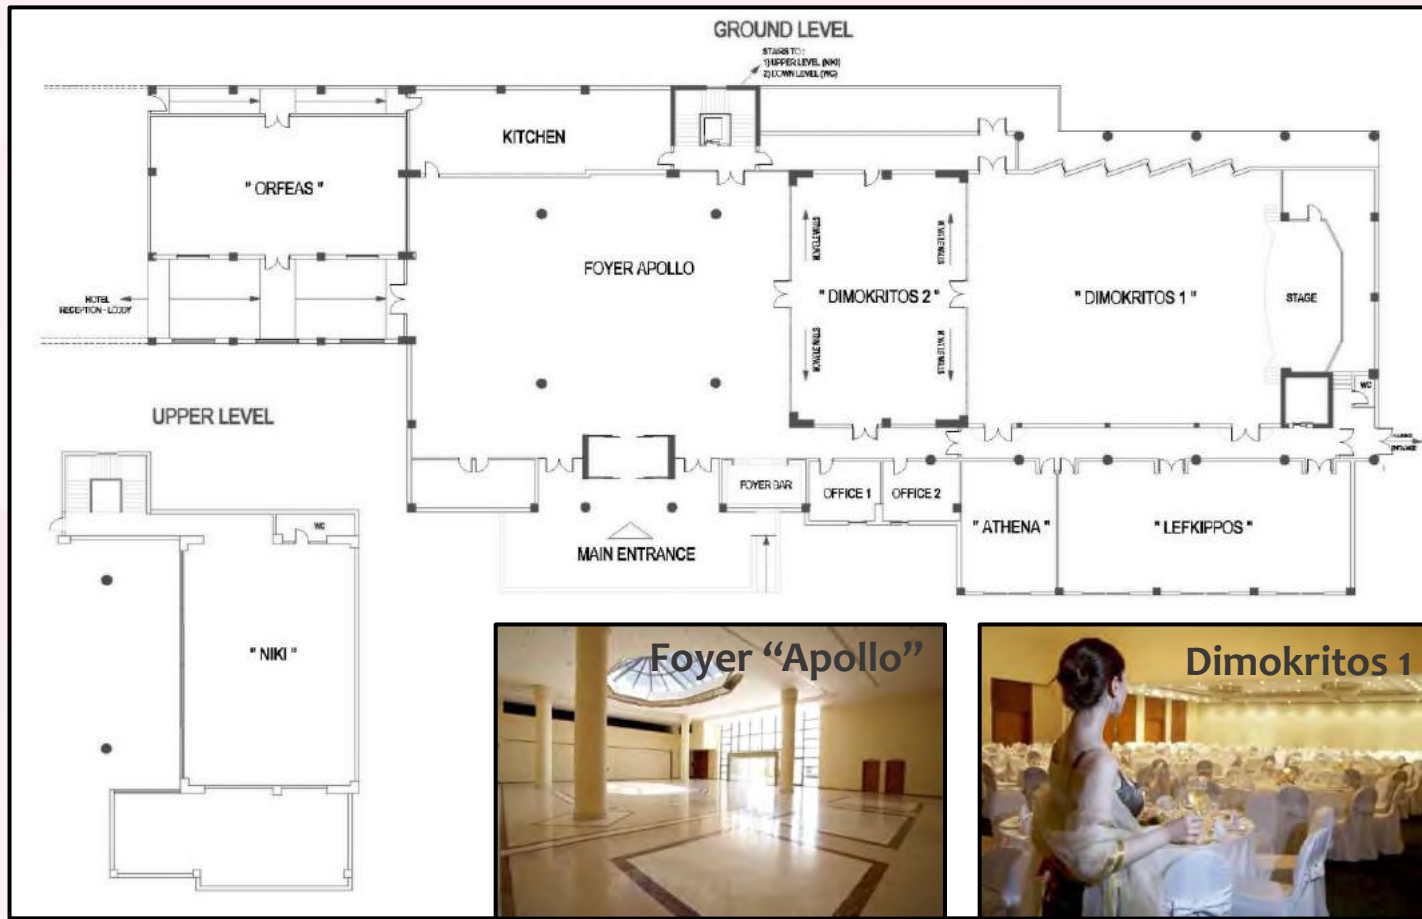 GROUND LEVEL
STAIRS TO :
1) UPPER LEVEL (NIKI)
2) DOWN LEVEL (WC)
KITCHEN
" ORFEAS "
FOYER APOLLO
" DIMOKRITOS 2 "
" DIMOKRITOS 1 "
STAGE
HOTEL
RECEPTION - LOBBY
WC
UPPER LEVEL
ENTRANCE
FOYER BAR
OFFICE 1
OFFICE 2
" ATHENA "
" LEFKIPPOS "
MAIN ENTRANCE
WC
" NIKI "
Foyer “Apollo”
Dimokritos 1